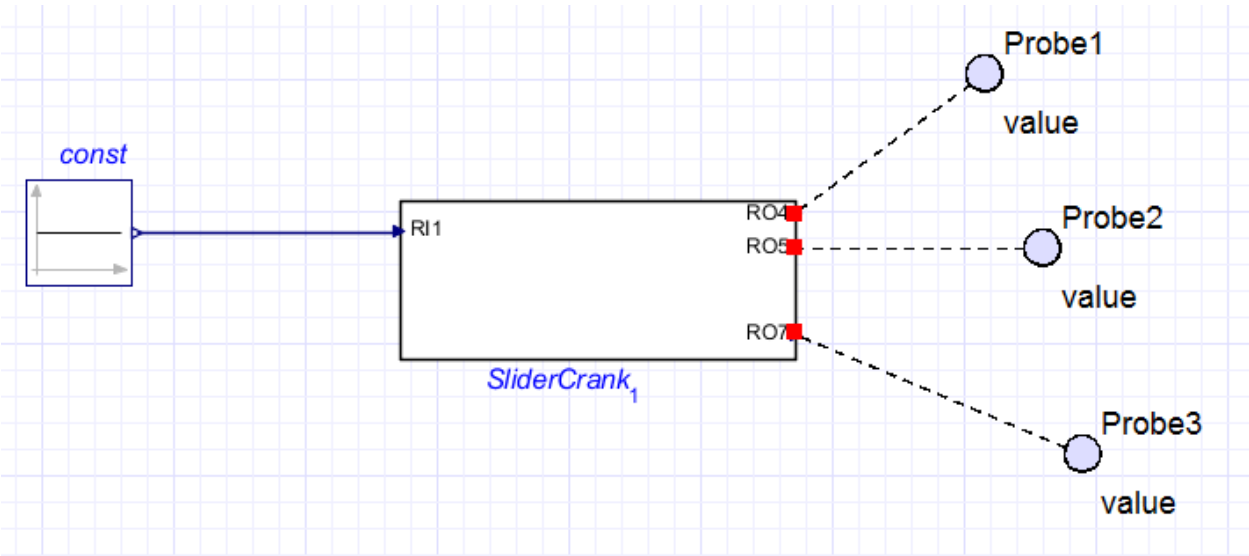 Probe1
value
const
RO4
RI1
Probe2
RO5
value
RO7
SliderCrank1
Probe3
value